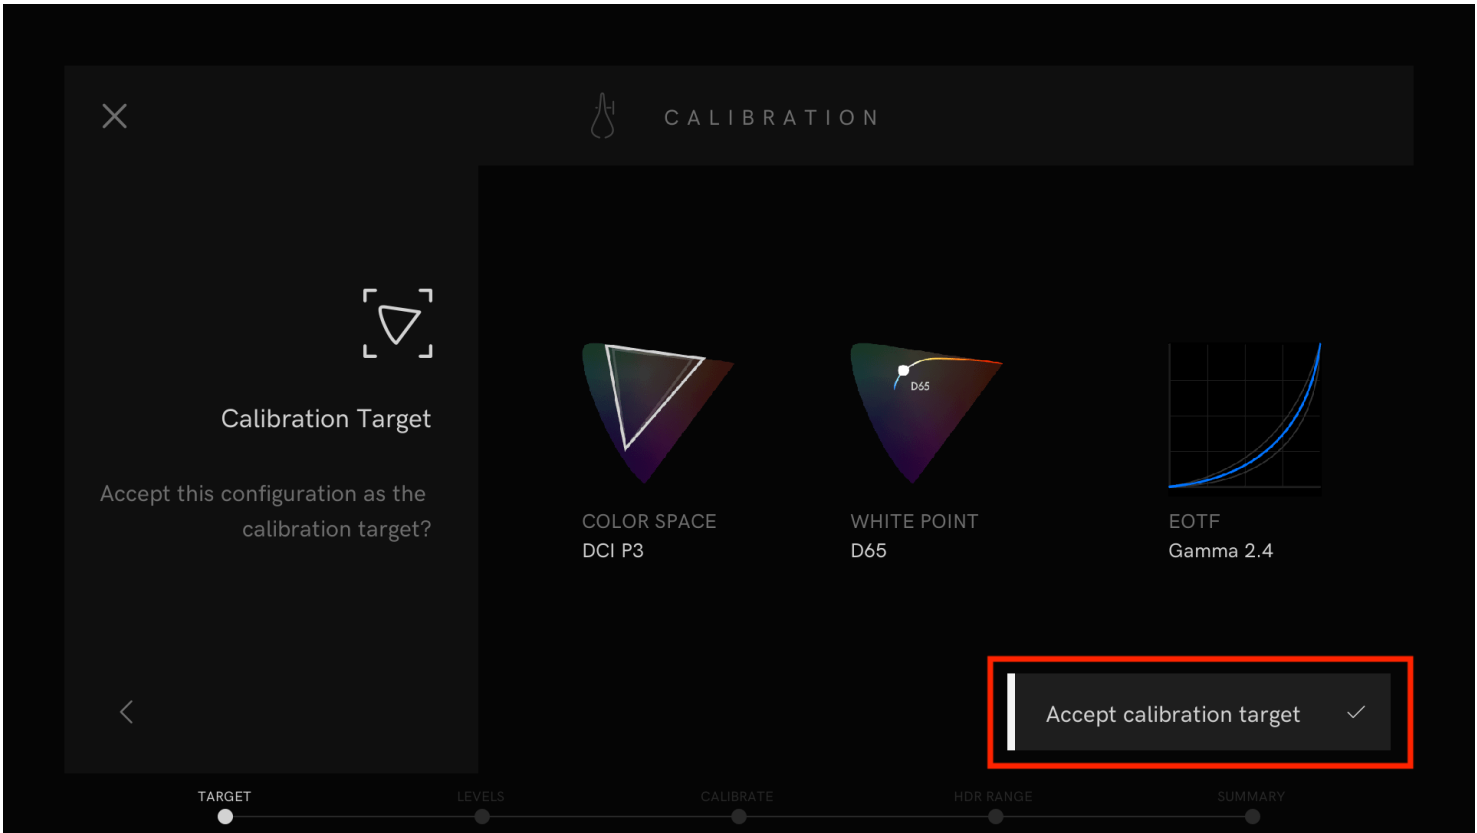 CALIBRATION
Calibration Target
Accept this configuration as the
calibration target?
D65
COLOR SPACE
DCI P3
WHITE POINT
D65
EOTF
Gamma 2.4
Accept calibration target
TARGET
LEVELS
CALIBRATE
HDR RANGE
SUMMARY